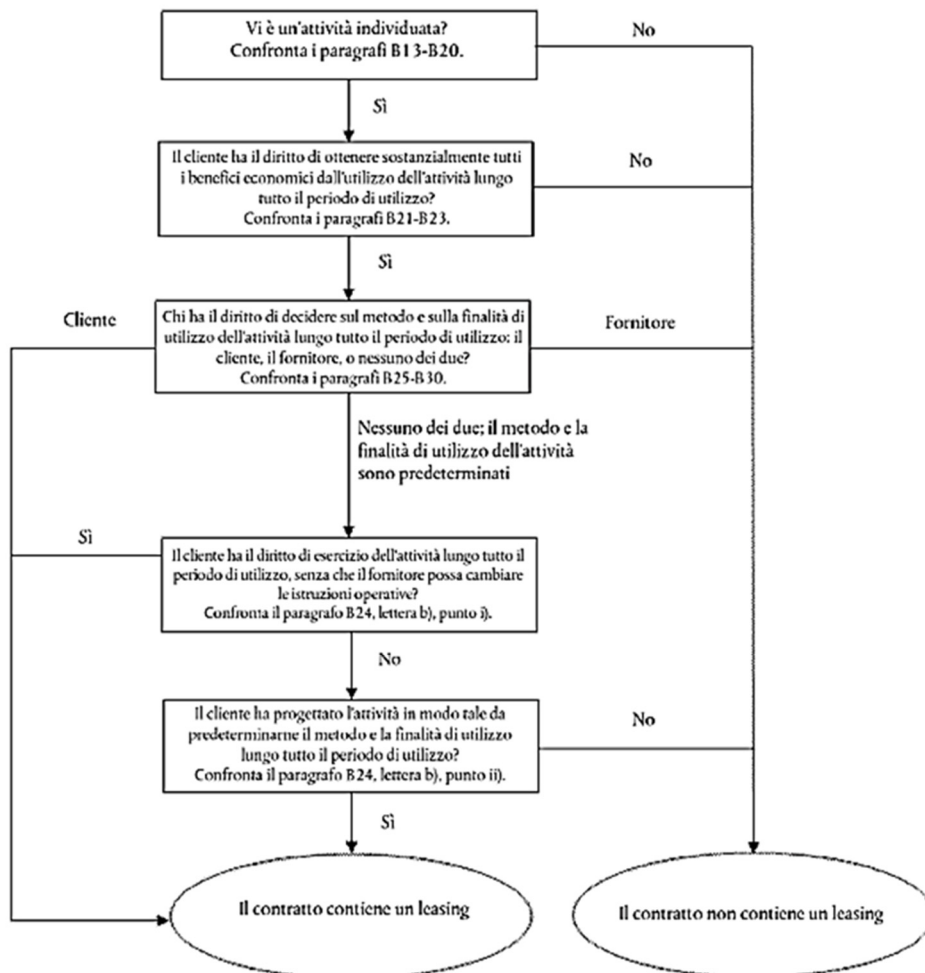 Vi è un'attività individuata?
Confronta i paragrafi B13-B20.
No
Sì
Il cliente ha il diritto di ottenere sostanzialmente tutti
i benefici economici dall'utilizzo dell'attività lungo
tutto il periodo di utilizzo?
Confronta i paragrafi B21-B23.
No
Sì
Cliente
Chi ha il diritto di decidere sul metodo e sulla finalità di
utilizzo dell'attività lungo tutto il periodo di utilizzo: il
cliente, il fornitore, o nessuno dei due?
Confronta i paragrafi B25-B30.
Fornitore
Nessuno dei due; il metodo e la
finalità di utilizzo dell'attività
sono predeterminati
Sì
Il cliente ha il diritto di esercizio dell'attività lungo tutto il
periodo di utilizzo, senza che il fornitore possa cambiare
le istruzioni operative?
Confronta il paragrafo B24, lettera b), punto i).
No
Il cliente ha progettato l'attività in modo tale da
predeterminarne il metodo e la finalità di utilizzo
lungo tutto il periodo di utilizzo?
Confronta il paragrafo B24, lettera b), punto ii).
No
Sì
Il contratto contiene un leasing
Il contratto non contiene un leasing